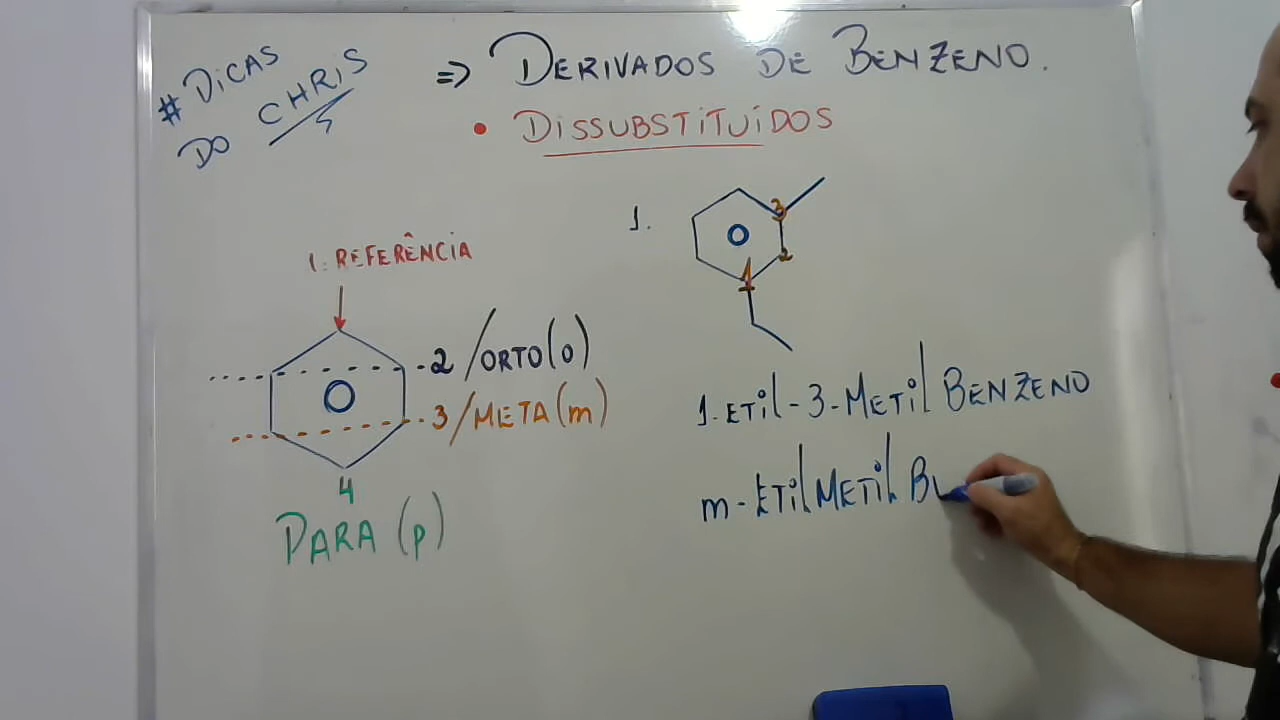 # DICAS
DO CHRIS
=> DERIVADOS DE BENZENO.
• DISSUBSTITUÍDOS
1. REFERÊNCIA
2/ORTO(o)
3/META(m)
4
PARA (p)
1.
3
2
1
1-ETIL-3-METIL BENZENO
m-ETIL METIL B